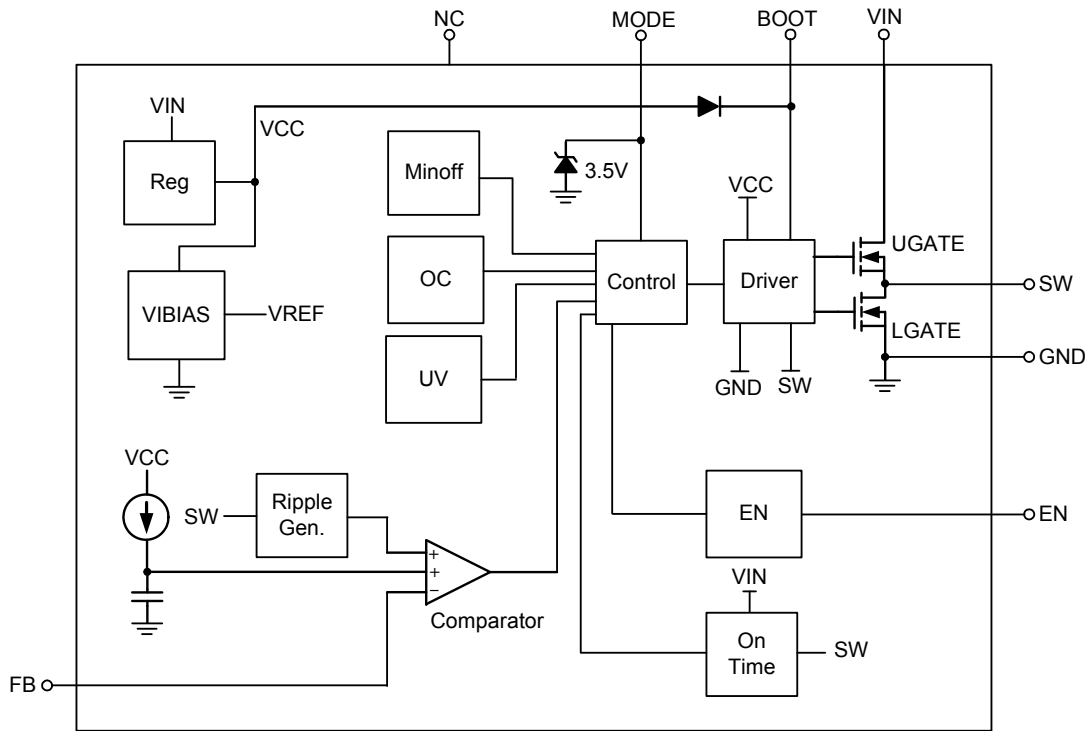 NC
MODE
BOOT
VIN
VIN
VCC
Reg
Minoff
3.5V
VCC
UGATE
OC
Control
Driver
SW
VIBIAS
VREF
LGATE
GND
UV
GND
SW
VCC
SW
Ripple
Gen.
EN
EN
+
+
−
Comparator
VIN
On
Time
SW
FB